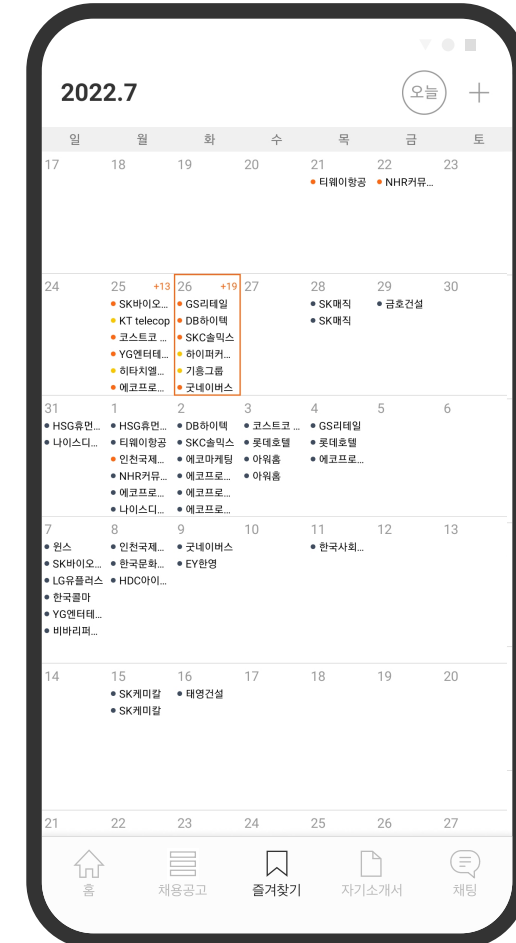 2022.7 오늘
일 월 화 수 목 금 토
17 18 19 20 21 22 23
• 티웨이항공 • NHR커뮤...
24 25 +13 26 +19 27 28 29 30
• SK바이오... • GS리테일 • SK매직 • 금호건설
• KT telecop • DB하이텍 • SK매직
• 코스트코 ... • SKC솔믹스
• YG엔터테... • 하이퍼커...
• 히타치엘... • 기흥그룹
• 에코프로... • 굿네이버스
31 1 2 3 4 5 6
• HSG휴먼... • HSG휴먼... • DB하이텍 • 코스트코 ... • GS리테일
• 나이스디... • 티웨이항공 • SKC솔믹스 • 롯데호텔 • 롯데호텔
• 인천국제... • 에코마케팅 • 아워홈 • 에코프로...
• NHR커뮤... • 에코프로... • 아워홈
• 에코프로... • 에코프로...
• 나이스디... • 에코프로...
7 8 9 10 11 12 13
• 윈스 • 인천국제... • 굿네이버스 • 한국사회...
• SK바이오... • 한국문화... • EY한영
• LG유플러스 • HDC아이...
• 한국콜마
• YG엔터테...
• 비바리퍼...
14 15 16 17 18 19 20
• SK케미칼 • 태영건설
• SK케미칼
21 22 23 24 25 26 27
홈 채용공고 즐겨찾기 자기소개서 채팅